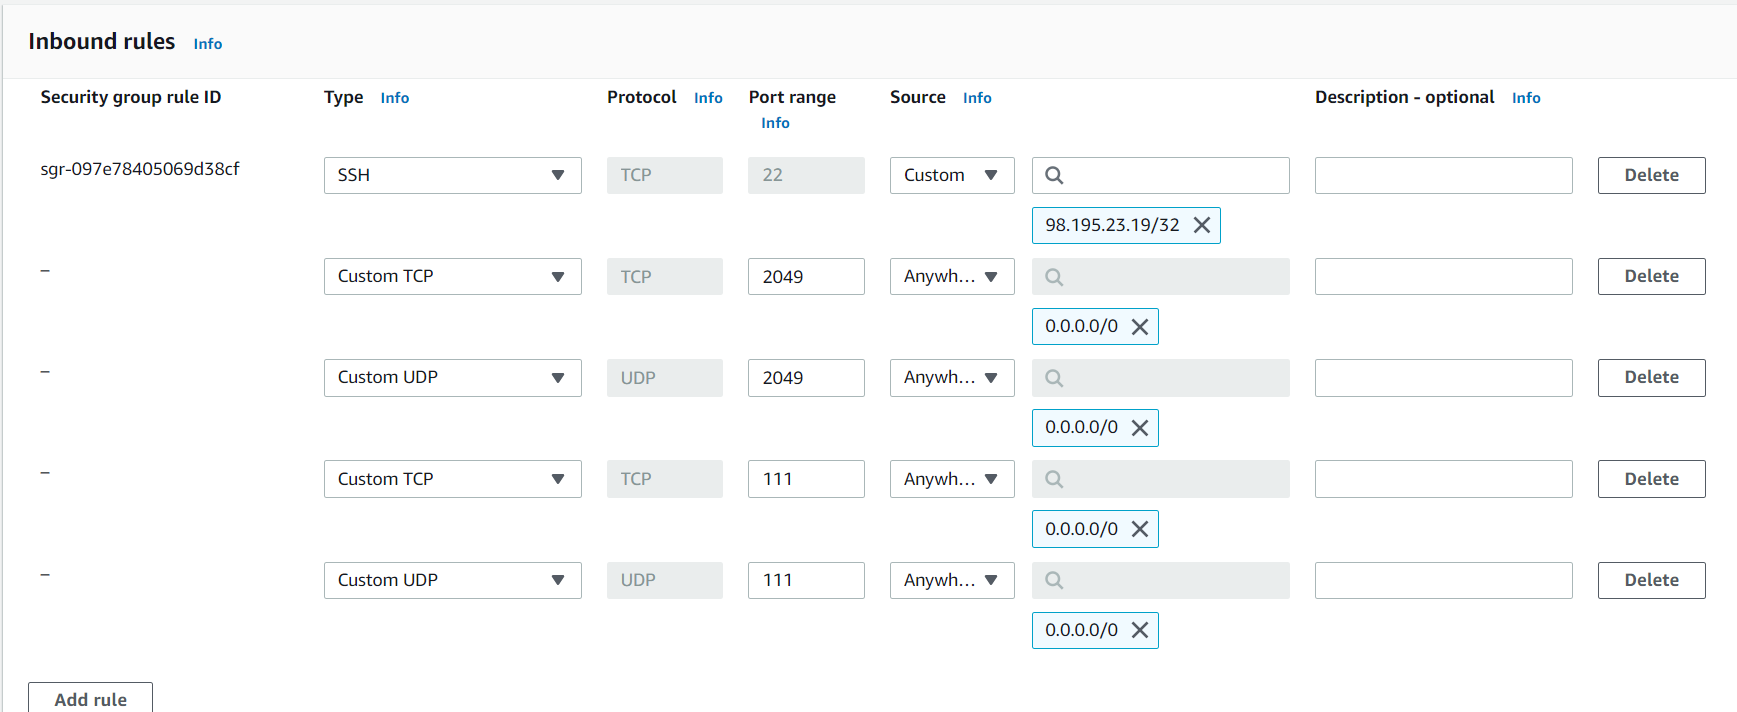 Inbound rules Info
Security group rule ID Type Info Protocol Info Port range Info Source Info Description - optional Info
sgr-097e78405069d38cf SSH TCP 22 Custom Delete
98.195.23.19/32
– Custom TCP TCP 2049 Anywh... Delete
0.0.0.0/0
– Custom UDP UDP 2049 Anywh... Delete
0.0.0.0/0
– Custom TCP TCP 111 Anywh... Delete
0.0.0.0/0
– Custom UDP UDP 111 Anywh... Delete
0.0.0.0/0
Add rule